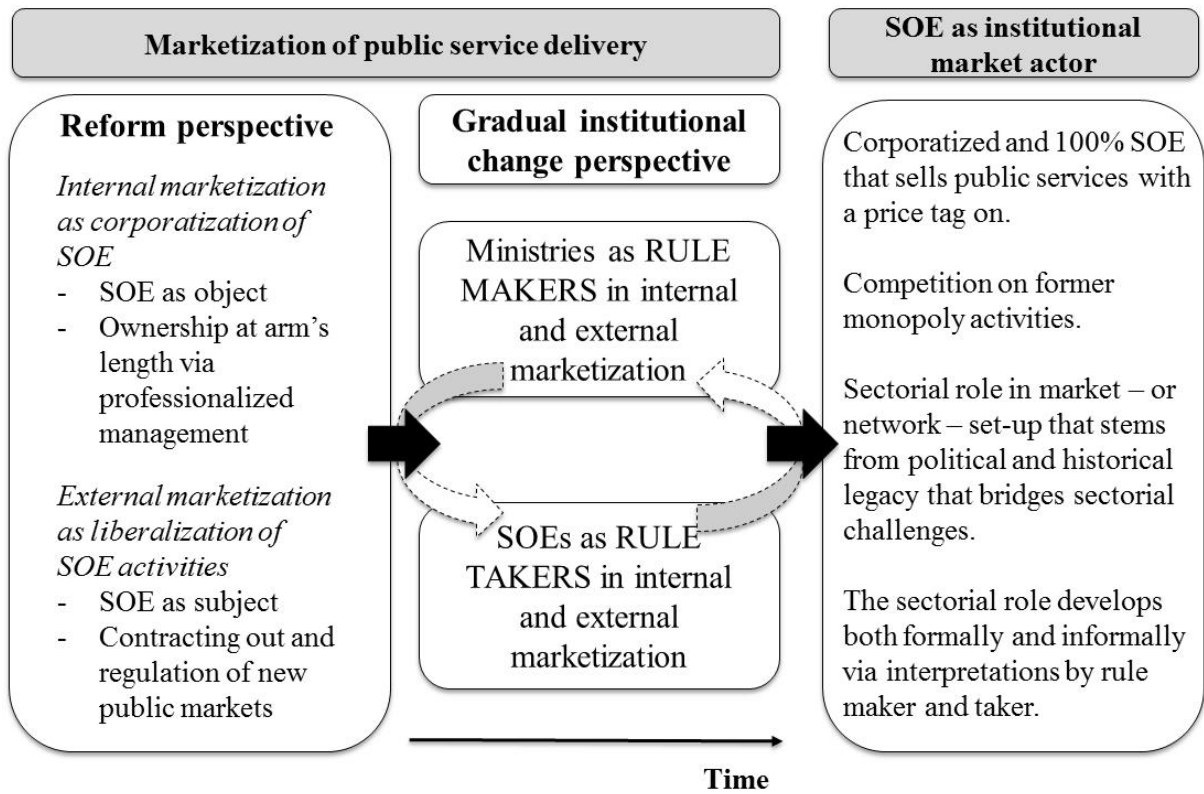 Marketization of public service delivery
SOE as institutional
market actor
Reform perspective
Internal marketization
as corporatization of
SOE
- SOE as object
- Ownership at arm's
length via
professionalized
management
External marketization
as liberalization of
SOE activities
- SOE as subject
- Contracting out and
regulation of new
public markets
Gradual institutional
change perspective
Ministries as RULE
MAKERS in internal
and external
marketization
SOEs as RULE
TAKERS in internal
and external
marketization
Time
Corporatized and 100% SOE
that sells public services with
a price tag on.
Competition on former
monopoly activities.
Sectorial role in market – or
network – set-up that stems
from political and historical
legacy that bridges sectorial
challenges.
The sectorial role develops
both formally and informally
via interpretations by rule
maker and taker.